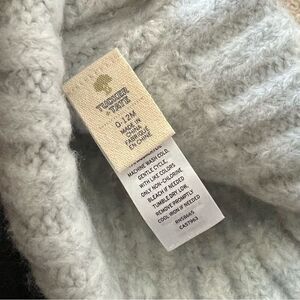 TUCKER
+ TATE
0-12M
MADE IN
CHINA
FABRIQUÉ
EN CHINE
MACHINE WASH COLD,
GENTLE CYCLE,
WITH LIKE COLORS
ONLY NON-CHLORINE,
BLEACH IF NEEDED
TUMBLE DRY LOW,
REMOVE PROMPTLY
COOL IRON IF NEEDED
CA57963